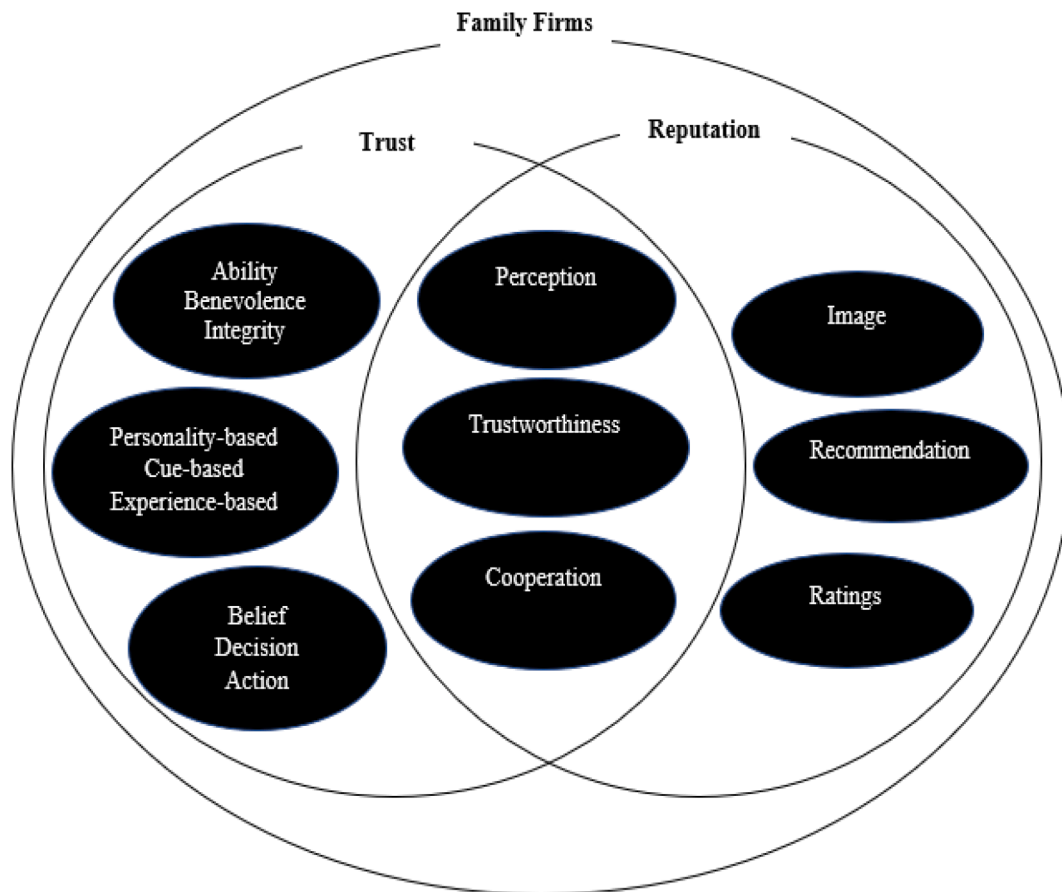 Family Firms
Trust
Reputation
Ability
Benevolence
Integrity
Personality-based
Cue-based
Experience-based
Belief
Decision
Action
Perception
Trustworthiness
Cooperation
Image
Recommendation
Ratings